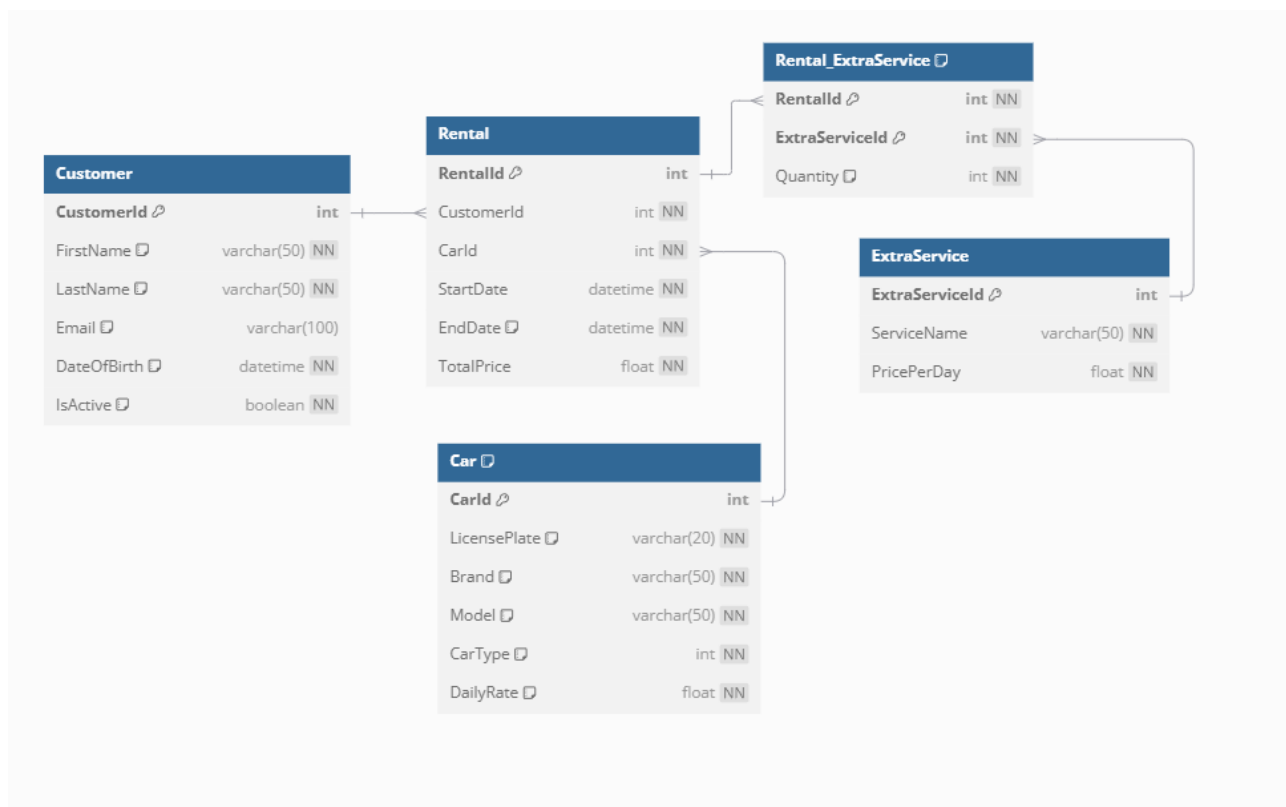 Customer
CustomerId int
FirstName varchar(50) NN
LastName varchar(50) NN
Email varchar(100)
DateOfBirth datetime NN
IsActive boolean NN
Rental
RentalId int
CustomerId int NN
CarId int NN
StartDate datetime NN
EndDate datetime NN
TotalPrice float NN
Rental_ExtraService
RentalId int NN
ExtraServiceId int NN
Quantity int NN
ExtraService
ExtraServiceId int
ServiceName varchar(50) NN
PricePerDay float NN
Car
CarId int
LicensePlate varchar(20) NN
Brand varchar(50) NN
Model varchar(50) NN
CarType int NN
DailyRate float NN